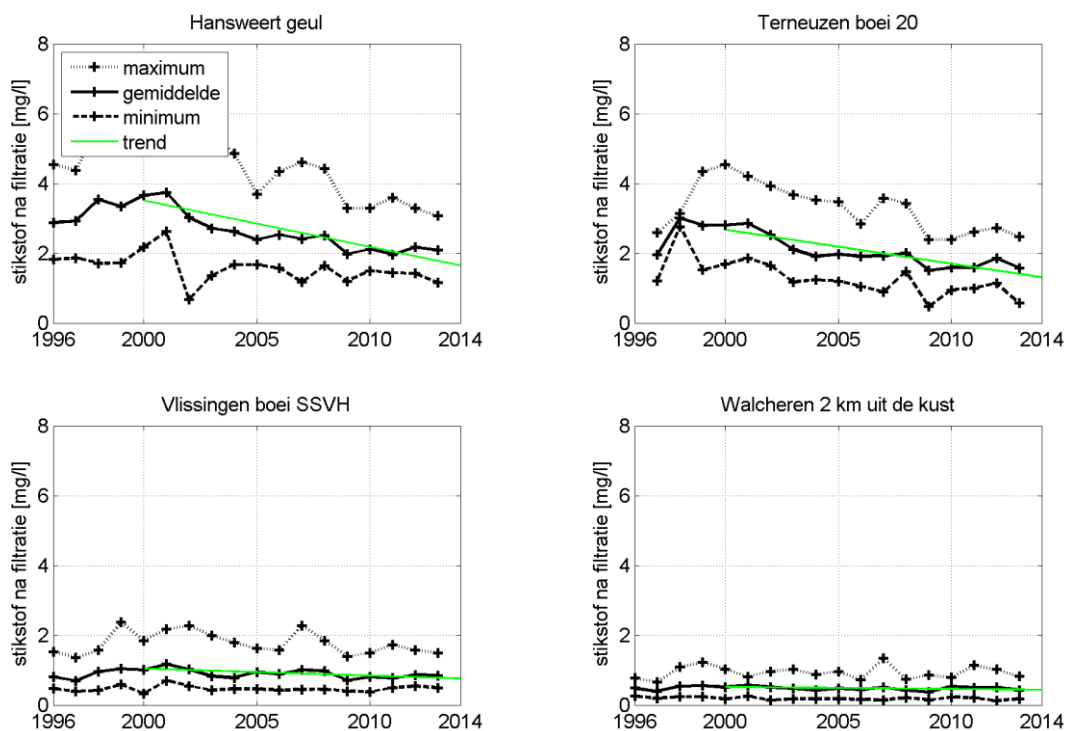 Hansweert geul
stikstof na filtratie [mg/l]
8
6
4
2
0
1996 2000 2005 2010 2014
maximum
gemiddelde
minimum
trend
Terneuzen boei 20
stikstof na filtratie [mg/l]
8
6
4
2
0
1996 2000 2005 2010 2014
Vlissingen boei SSVH
stikstof na filtratie [mg/l]
8
6
4
2
0
1996 2000 2005 2010 2014
Walcheren 2 km uit de kust
stikstof na filtratie [mg/l]
8
6
4
2
0
1996 2000 2005 2010 2014